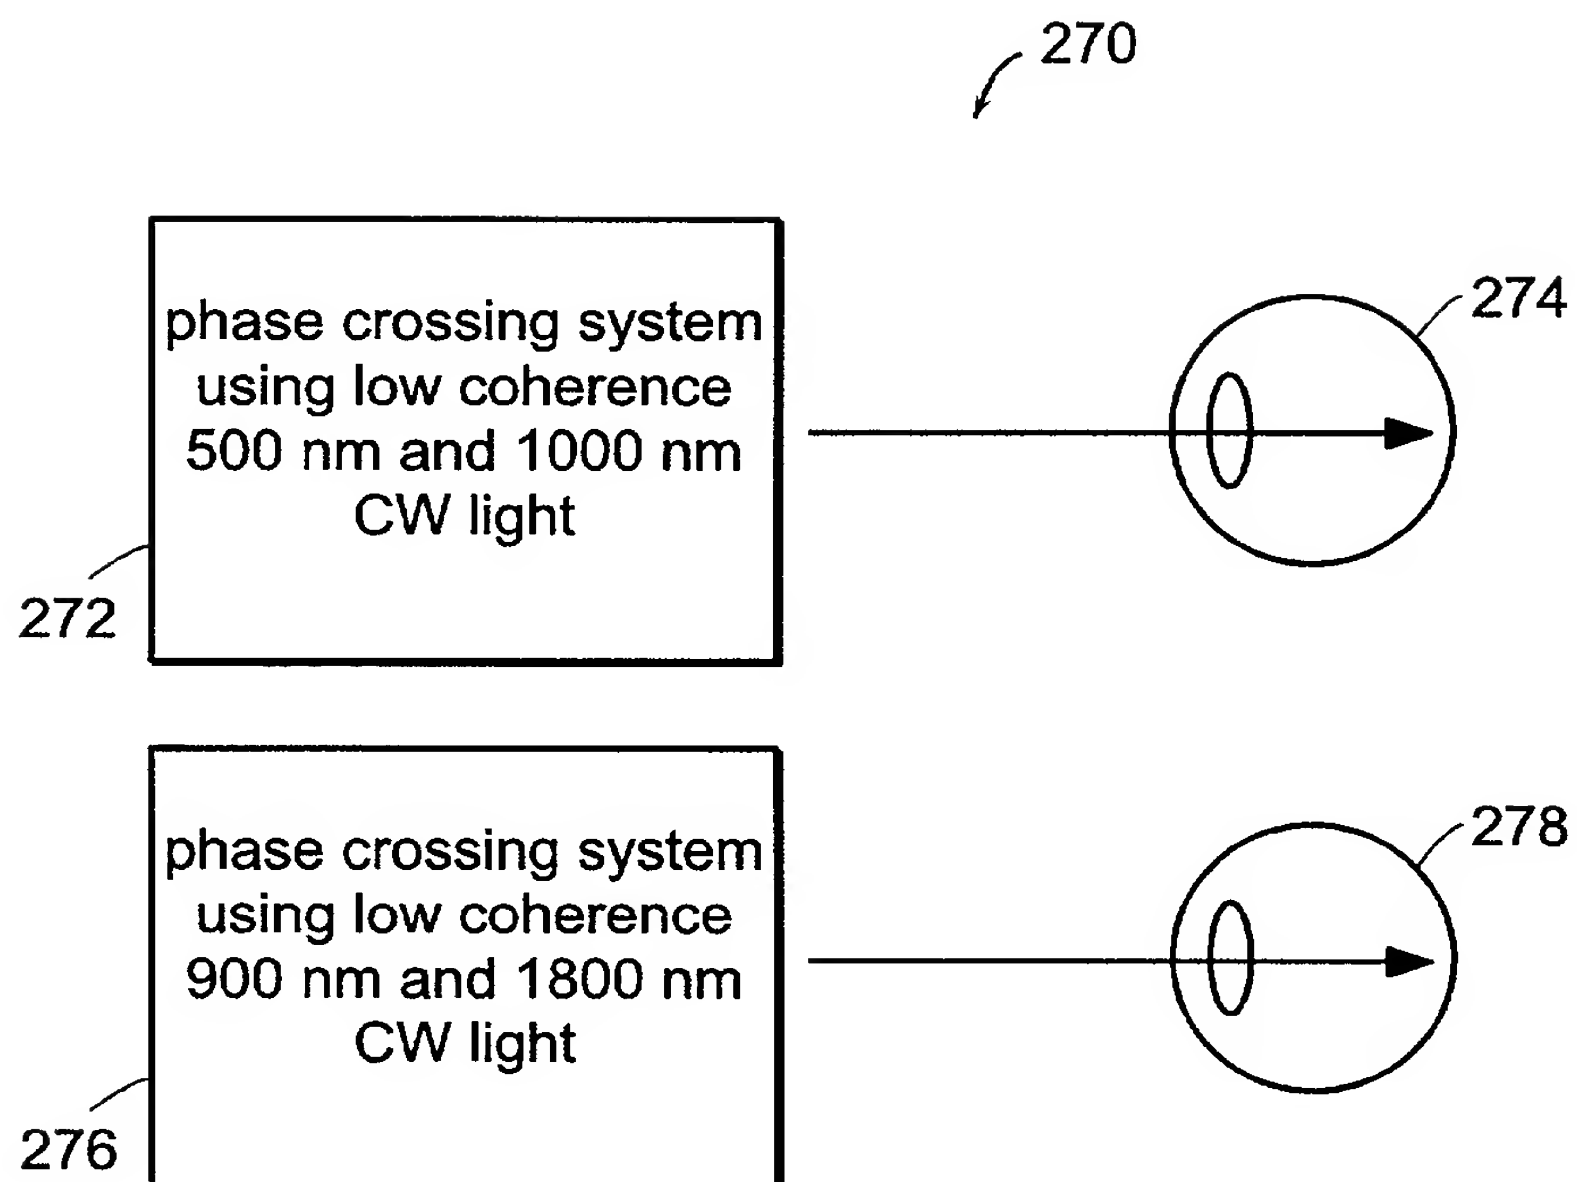 270
phase crossing system
using low coherence
500 nm and 1000 nm
CW light
274
272
phase crossing system
using low coherence
900 nm and 1800 nm
CW light
278
276